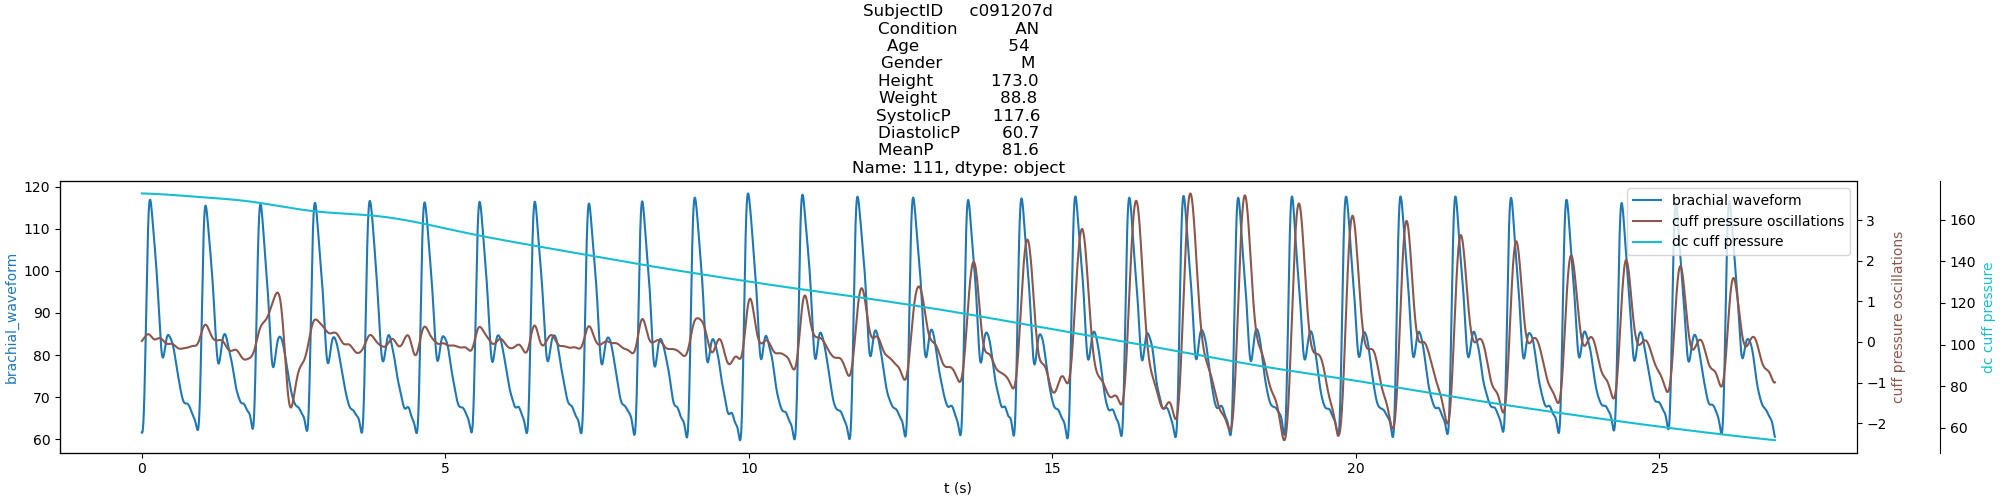 SubjectID c091207d
Condition AN
Age 54
Gender M
Height 173.0
Weight 88.8
SystolicP 117.6
DiastolicP 60.7
MeanP 81.6
Name: 111, dtype: object
brachial waveform
cuff pressure oscillations
dc cuff pressure
120
110
100
90
80
70
60
brachial_waveform
3
2
1
0
−1
−2
cuff pressure oscillations
160
140
120
100
80
60
dc cuff pressure
0 5 10 15 20 25
t (s)